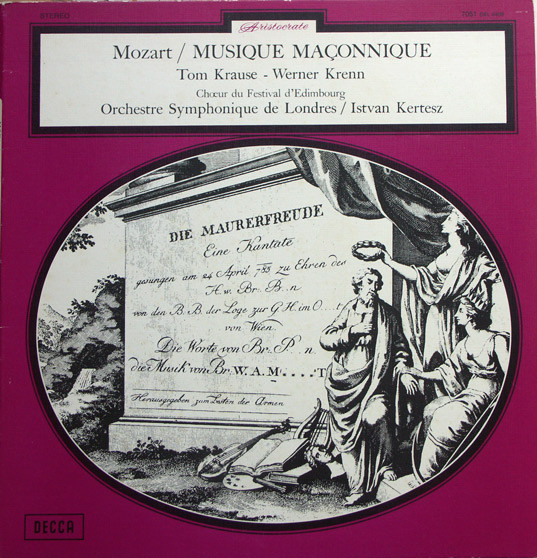 STEREO
Aristocrate
Mozart / MUSIQUE MAÇONNIQUE
Tom Krause - Werner Krenn
Chœur du Festival d'Edimbourg
Orchestre Symphonique de Londres / Istvan Kertesz
DIE MAURERFREUDE
Eine Kantate
gesungen am 24 April 785 zu Ehren des
H.w. Br. B..n
von den B.B. der Loge zur G.H. im O...t
von Wien.
Die Worte von Br. P...n
die Musik von Br. W.A.M.....T
Herausgegeben zum Besten der Armen
DECCA